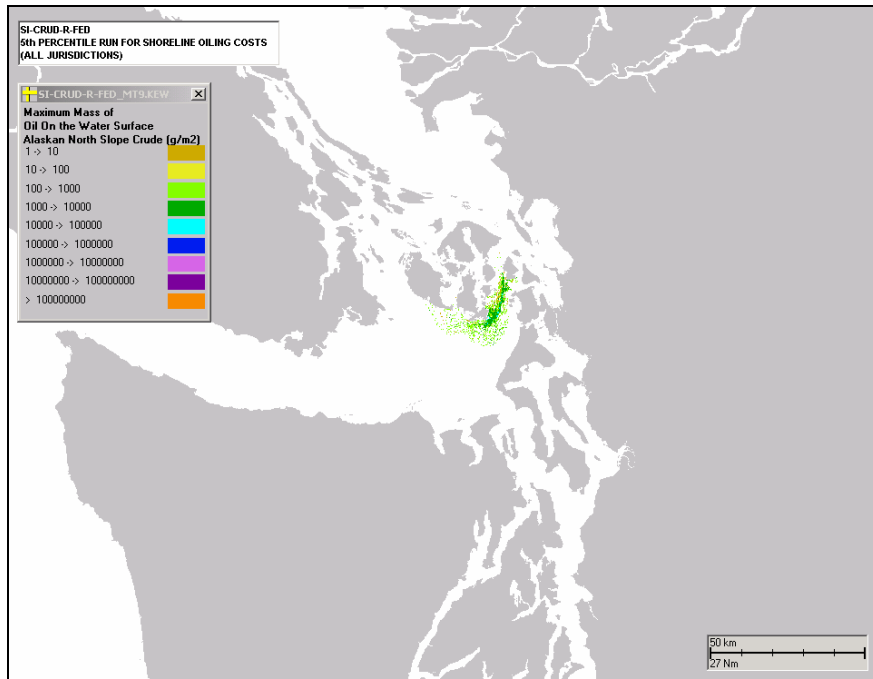 SI-CRUD-R-FED
5th PERCENTILE RUN FOR SHORELINE OILING COSTS
(ALL JURISDICTIONS)
SI-CRUD-R-FED_MT9.KEW
Maximum Mass of
Oil On the Water Surface
Alaskan North Slope Crude (g/m2)
1 -> 10
10 -> 100
100 -> 1000
1000 -> 10000
10000 -> 100000
100000 -> 1000000
1000000 -> 10000000
10000000 -> 100000000
> 100000000
50 km
27 Nm